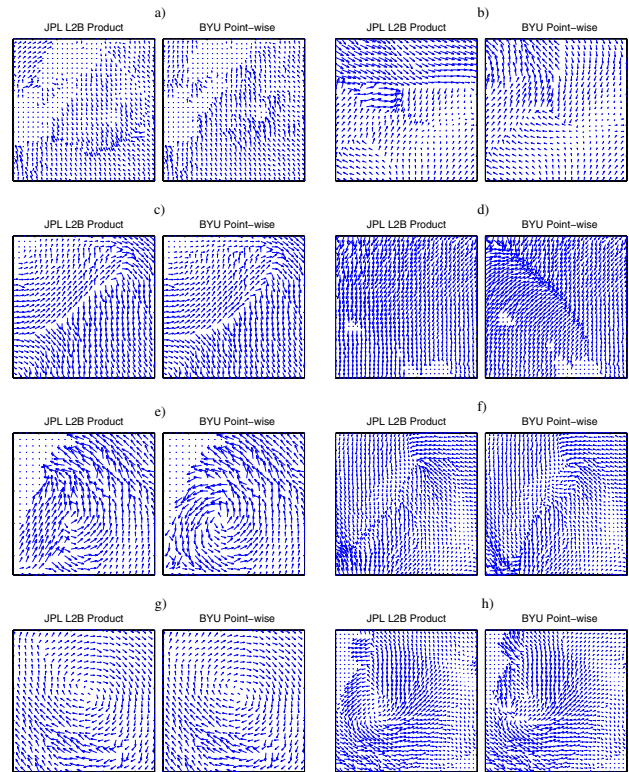 a)
JPL L2B Product BYU Point-wise
b)
JPL L2B Product BYU Point-wise
c)
JPL L2B Product BYU Point-wise
d)
JPL L2B Product BYU Point-wise
e)
JPL L2B Product BYU Point-wise
f)
JPL L2B Product BYU Point-wise
g)
JPL L2B Product BYU Point-wise
h)
JPL L2B Product BYU Point-wise